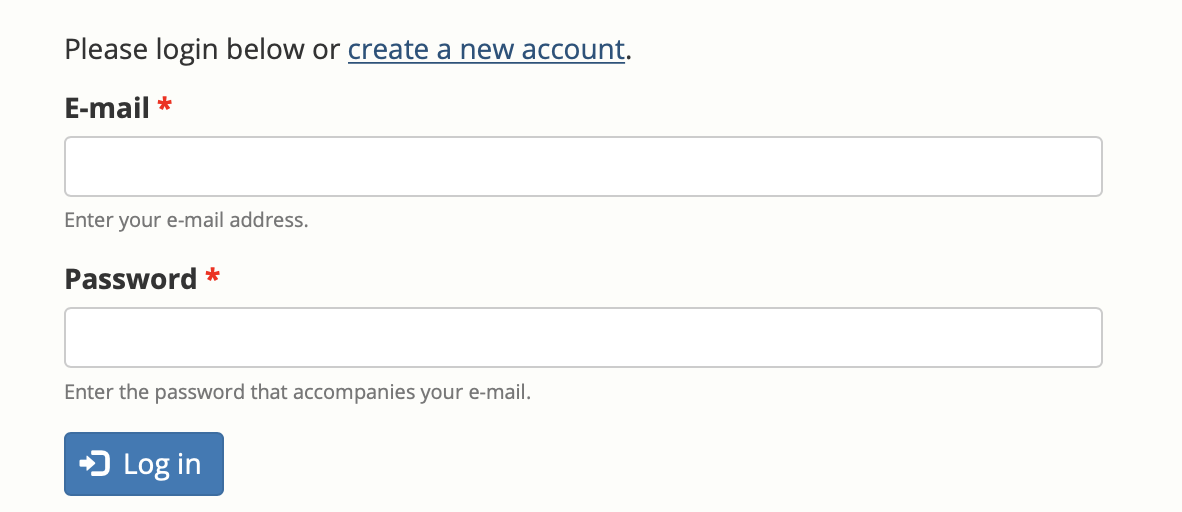 Please login below or create a new account.
E-mail *
Enter your e-mail address.
Password *
Enter the password that accompanies your e-mail.
Log in